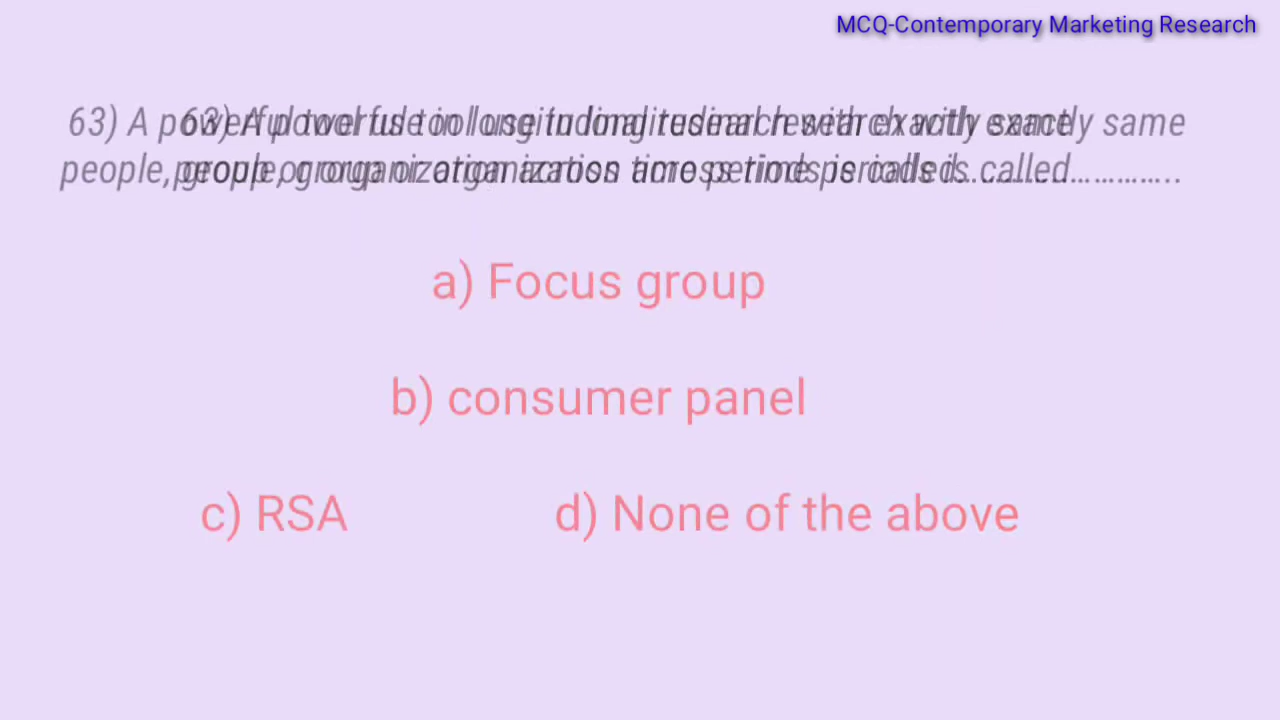 MCQ-Contemporary Marketing Research
63) A powerful tool use in longitudinal research with exactly same
people, group or organization across time periods is called…………………..
a) Focus group
b) consumer panel
c) RSA
d) None of the above